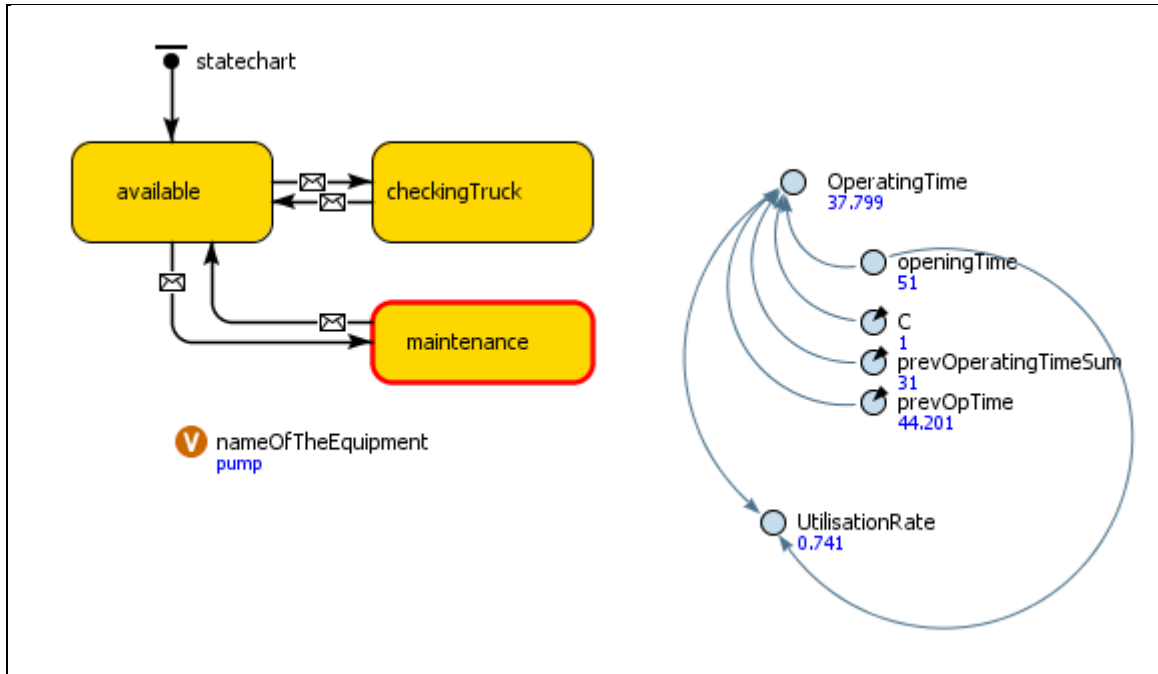 statechart
available
checkingTruck
maintenance
V nameOfTheEquipment
pump
OperatingTime
37.799
openingTime
51
C
1
prevOperatingTimeSum
31
prevOpTime
44.201
UtilisationRate
0.741